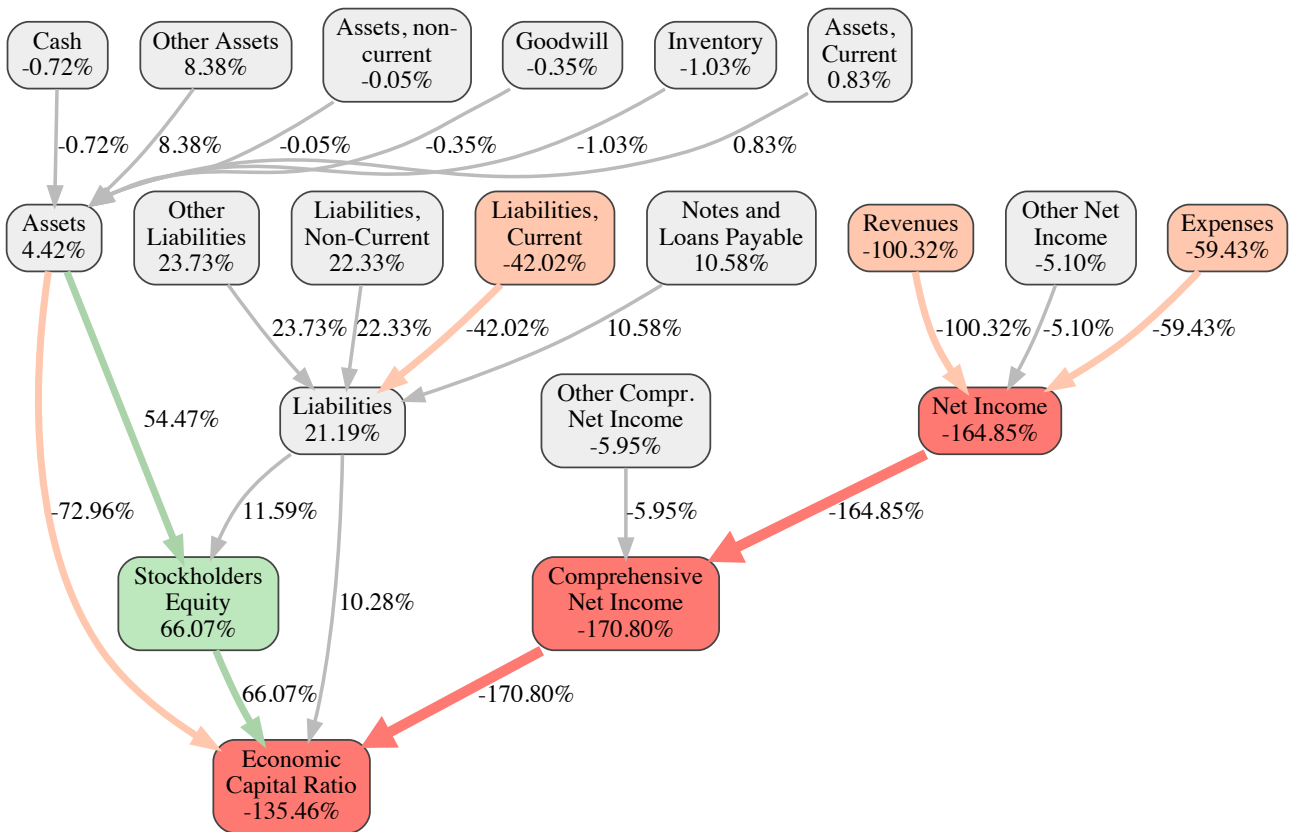 Cash
-0.72%
Other Assets
8.38%
Assets, non-
current
-0.05%
Goodwill
-0.35%
Inventory
-1.03%
Assets,
Current
0.83%
-0.72%
8.38%
-0.05%
-0.35%
-1.03%
0.83%
Assets
4.42%
Other
Liabilities
23.73%
Liabilities,
Non-Current
22.33%
Liabilities,
Current
-42.02%
Notes and
Loans Payable
10.58%
Revenues
-100.32%
Other Net
Income
-5.10%
Expenses
-59.43%
23.73%
22.33%
-42.02%
10.58%
-100.32%
-5.10%
-59.43%
54.47%
Liabilities
21.19%
Other Compr.
Net Income
-5.95%
Net Income
-164.85%
-72.96%
11.59%
-5.95%
-164.85%
Stockholders
Equity
66.07%
10.28%
Comprehensive
Net Income
-170.80%
66.07%
-170.80%
Economic
Capital Ratio
-135.46%